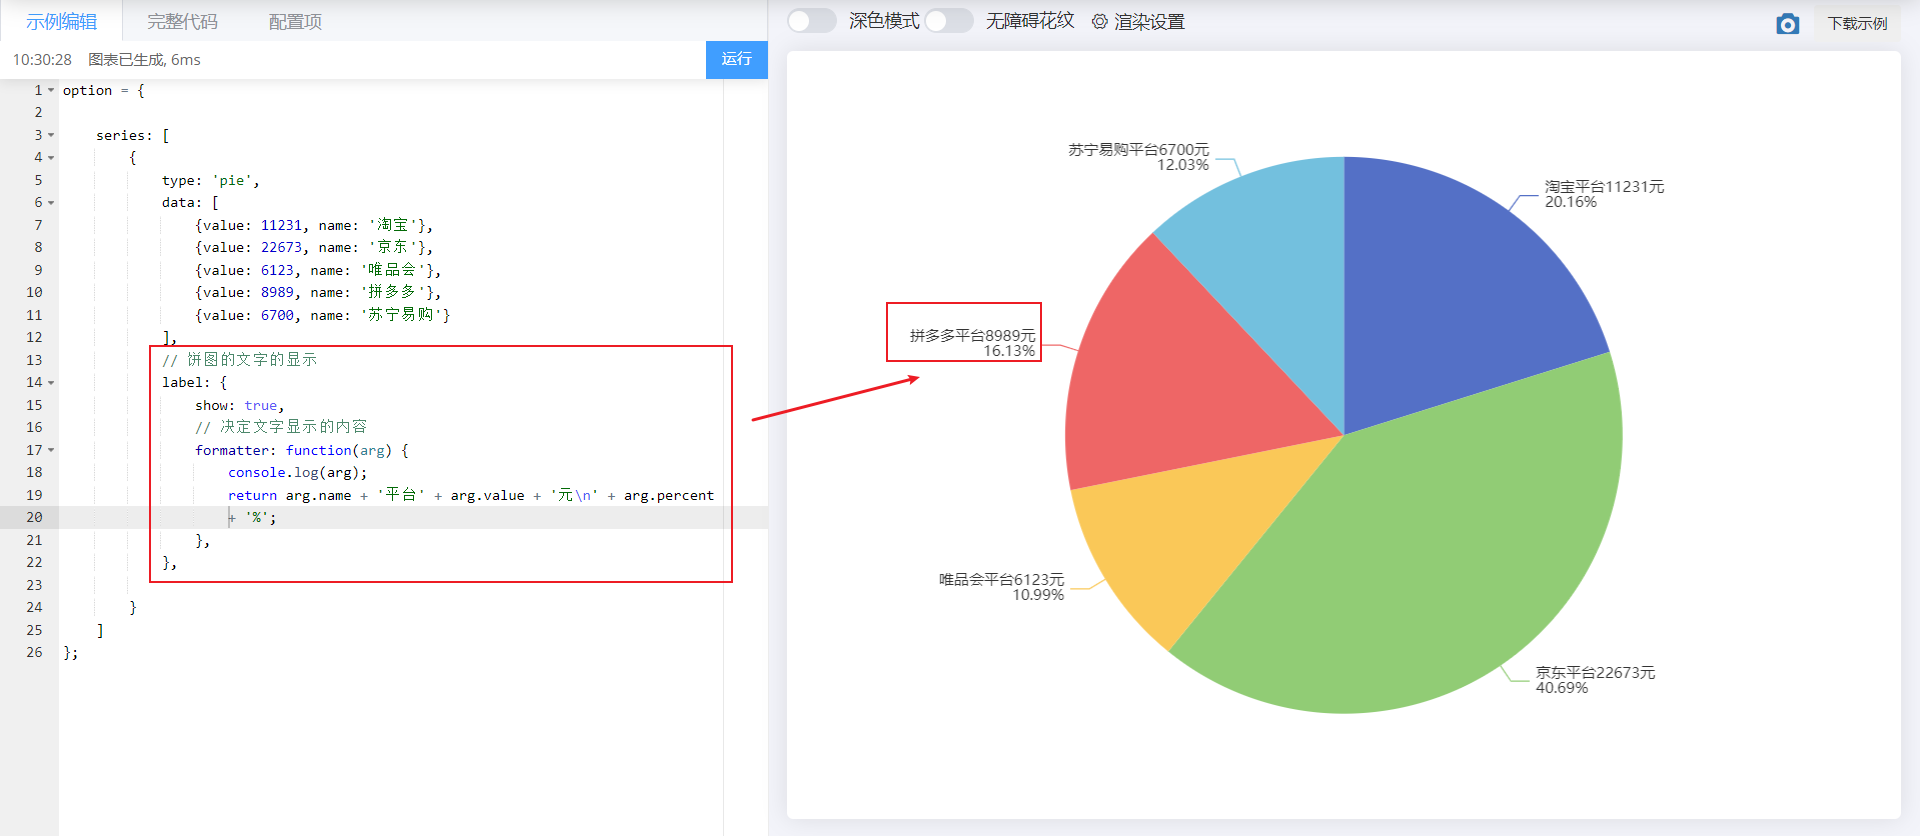 示例编辑 完整代码 配置项
10:30:28 图表已生成, 6ms 运行
1 option = {
2
3 series: [
4 {
5 type: 'pie',
6 data: [
7 {value: 11231, name: '淘宝'},
8 {value: 22673, name: '京东'},
9 {value: 6123, name: '唯品会'},
10 {value: 8989, name: '拼多多'},
11 {value: 6700, name: '苏宁易购'}
12 ],
13 // 饼图的文字的显示
14 label: {
15 show: true,
16 // 决定文字显示的内容
17 formatter: function(arg) {
18 console.log(arg);
19 return arg.name + '平台' + arg.value + '元\n' + arg.percent
20 + '%';
21 },
22 },
23
24 }
25 ]
26 };
深色模式 无障碍花纹 渲染设置 下载示例
苏宁易购平台6700元
12.03%
淘宝平台11231元
20.16%
拼多多平台8989元
16.13%
唯品会平台6123元
10.99%
京东平台22673元
40.69%